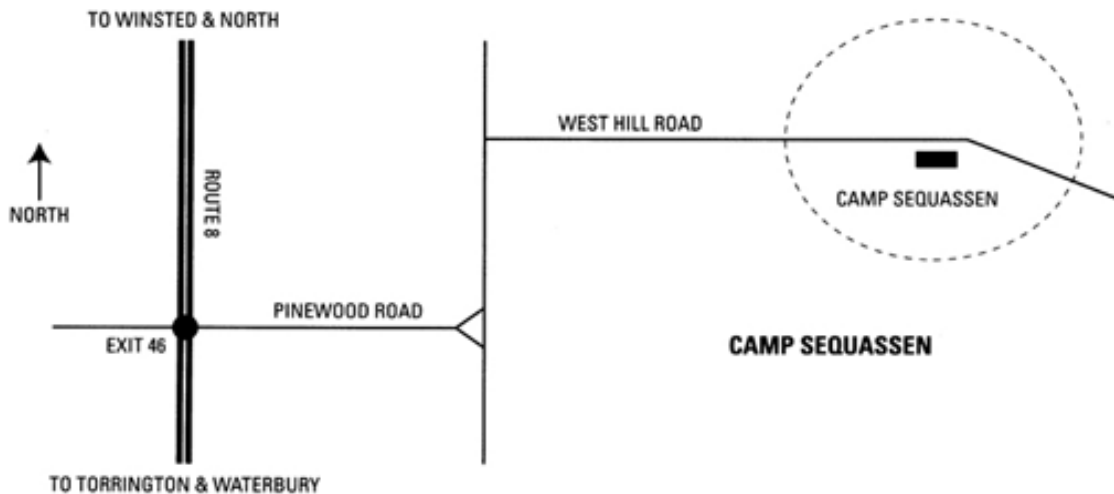 TO WINSTED & NORTH
WEST HILL ROAD
ROUTE 8
NORTH
CAMP SEQUASSEN
PINEWOOD ROAD
EXIT 46
CAMP SEQUASSEN
TO TORRINGTON & WATERBURY